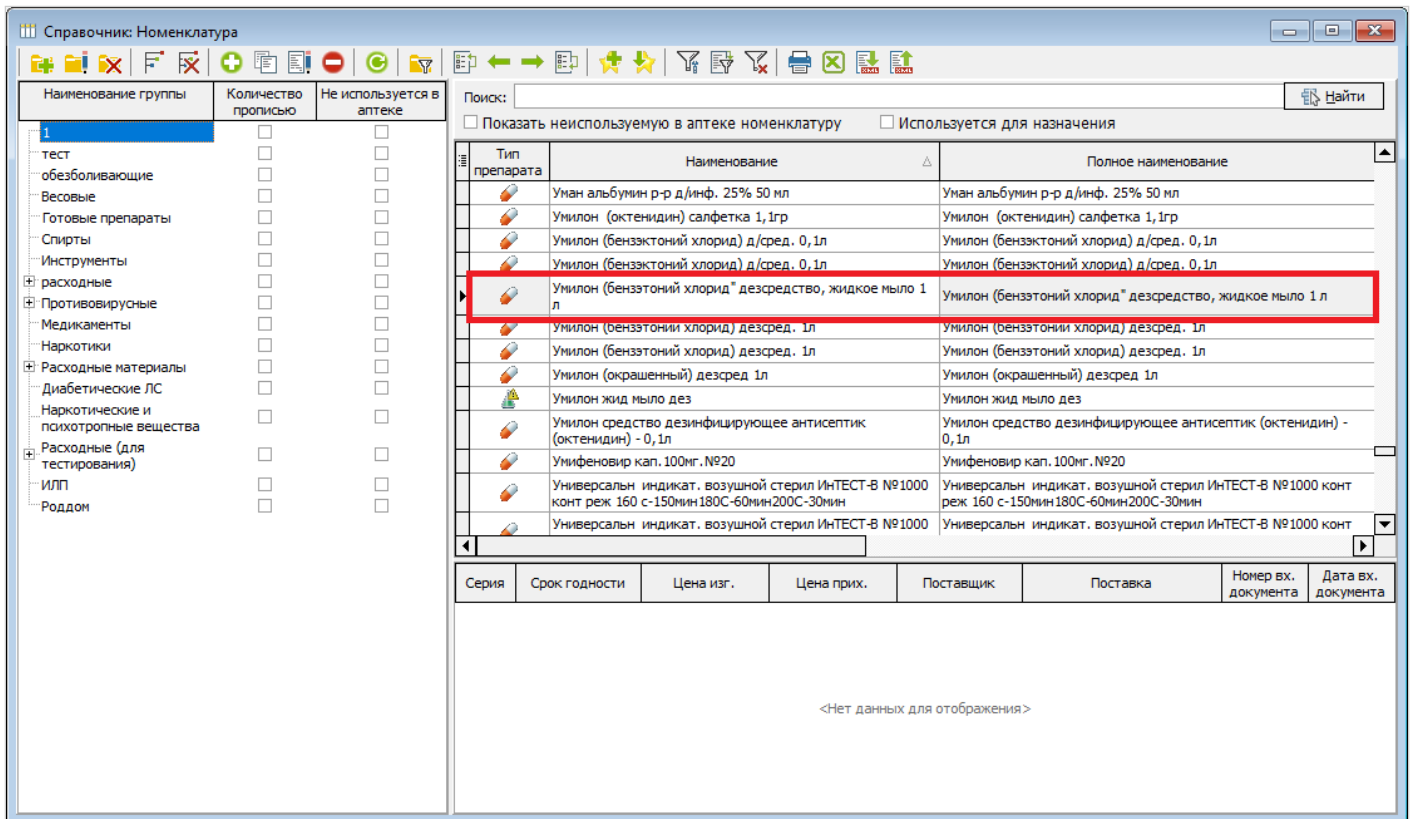 Справочник: Номенклатура
Наименование группы
Количество прописью
Не используется в аптеке
1
тест
обезболивающие
Весовые
Готовые препараты
Спирты
Инструменты
расходные
Противовирусные
Медикаменты
Наркотики
Расходные материалы
Диабетические ЛС
Наркотические и
психотропные вещества
Расходные (для
тестирования)
ИЛП
Роддом
Поиск:
Найти
Показать неиспользуемую в аптеке номенклатуру Используется для назначения
Тип препарата
Наименование
Полное наименование
Уман альбумин р-р д/инф. 25% 50 мл Уман альбумин р-р д/инф. 25% 50 мл
Умилон (октенидин) салфетка 1,1гр Умилон (октенидин) салфетка 1,1гр
Умилон (бензэктоний хлорид) д/сред. 0,1л Умилон (бензэктоний хлорид) д/сред. 0,1л
Умилон (бензэктоний хлорид) д/сред. 0,1л Умилон (бензэктоний хлорид) д/сред. 0,1л
Умилон (бензэтоний хлорид" дезсредство, жидкое мыло 1
л
Умилон (бензэтоний хлорид" дезсредство, жидкое мыло 1 л
Умилон (бензэтоний хлорид) дезсред. 1л Умилон (бензэтоний хлорид) дезсред. 1л
Умилон (бензэтоний хлорид) дезсред. 1л Умилон (бензэтоний хлорид) дезсред. 1л
Умилон (окрашенный) дезсред 1л Умилон (окрашенный) дезсред 1л
Умилон жид мыло дез Умилон жид мыло дез
Умилон средство дезинфицирующее антисептик
(октенидин) - 0,1л
Умилон средство дезинфицирующее антисептик (октенидин) -
0,1л
Умифеновир кап.100мг.№20 Умифеновир кап.100мг.№20
Универсальн индикат. возушной стерил ИнТЕСТ-В №1000
конт реж 160 с-150мин180С-60мин200С-30мин
Универсальн индикат. возушной стерил ИнТЕСТ-В №1000 конт
реж 160 с-150мин180С-60мин200С-30мин
Универсальн индикат. возушной стерил ИнТЕСТ-В №1000 Универсальн индикат. возушной стерил ИнТЕСТ-В №1000 конт
Серия
Срок годности
Цена изг.
Цена прих.
Поставщик
Поставка
Номер вх. документа
Дата вх. документа
<Нет данных для отображения>